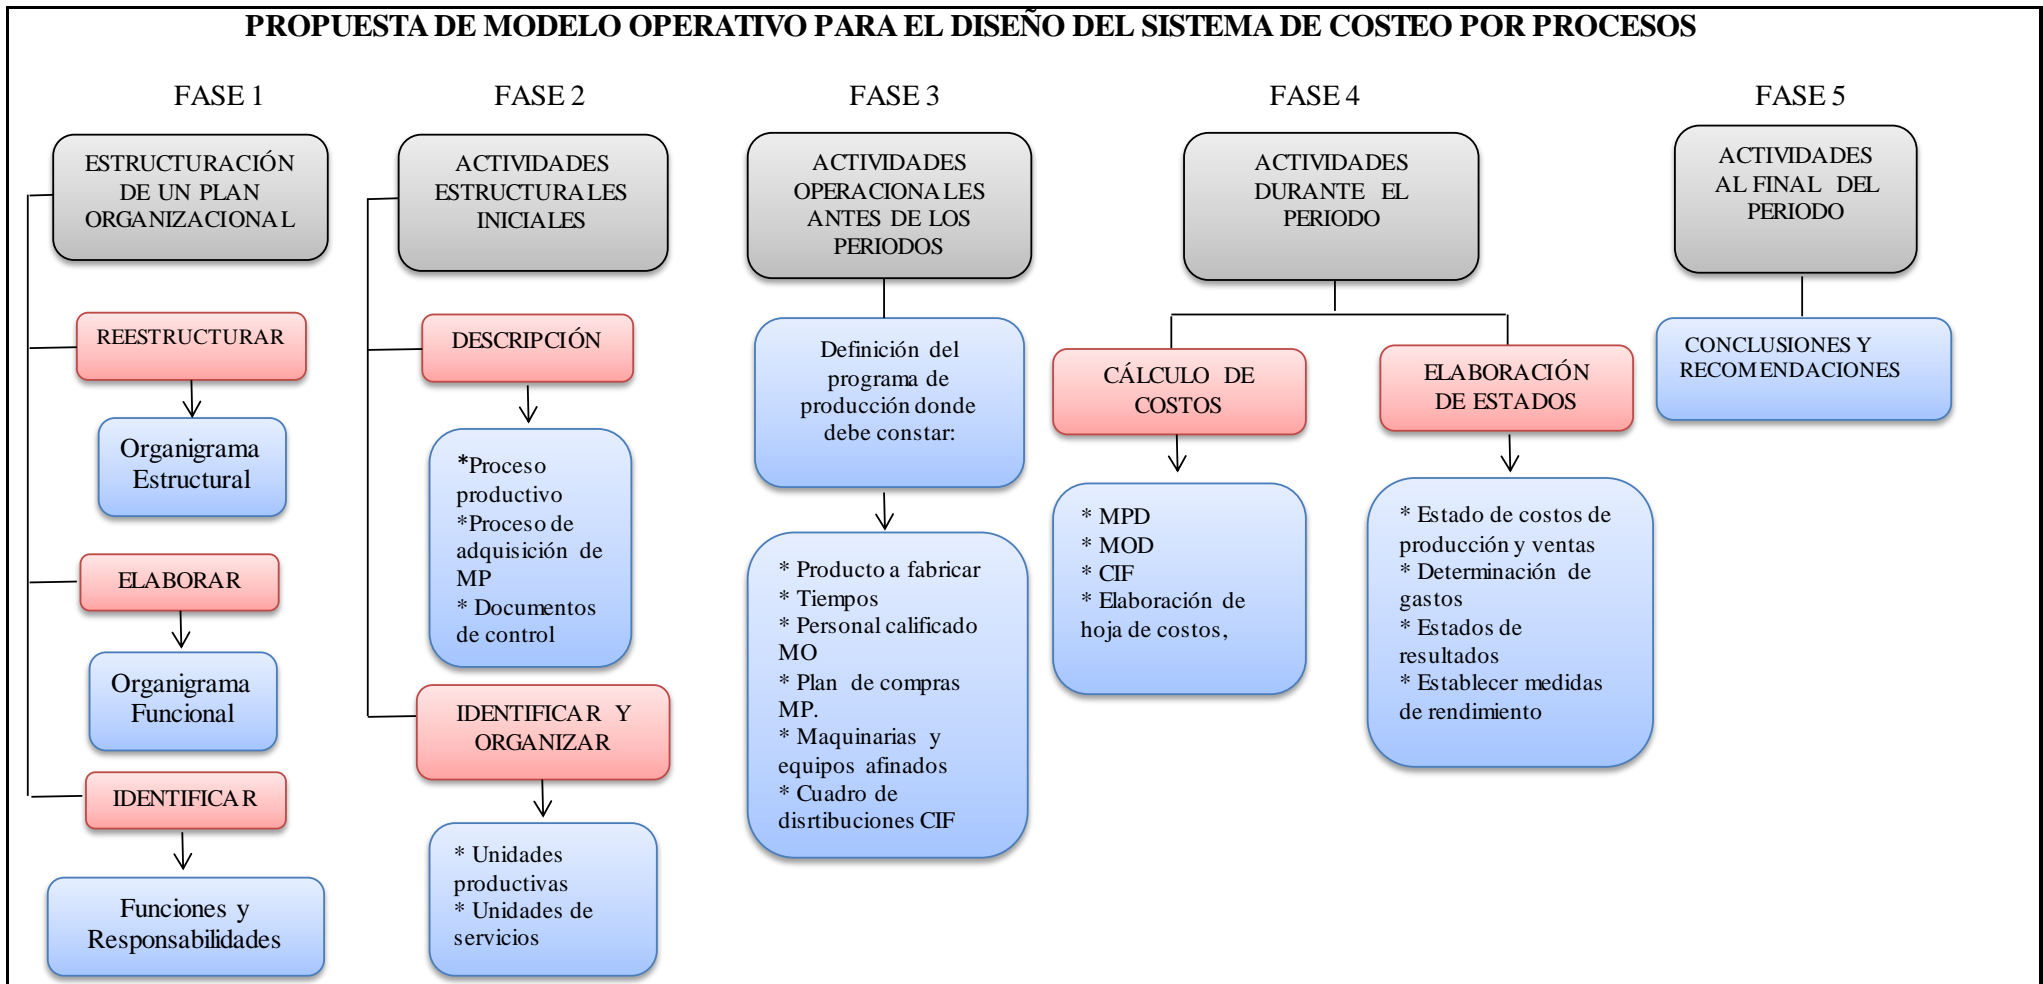 PROPUESTA DE MODELO OPERATIVO PARA EL DISEÑO DEL SISTEMA DE COSTEO POR PROCESOS
FASE 1
ESTRUCTURACIÓN
DE UN PLAN
ORGANIZACIONAL
REESTRUCTURAR
Organigrama
Estructural
ELABORAR
Organigrama
Funcional
IDENTIFICAR
Funciones y
Responsabilidades
FASE 2
ACTIVIDADES
ESTRUCTURALES
INICIALES
DESCRIPCIÓN
*Proceso
productivo
*Proceso de
adquisición de
MP
* Documentos
de control
IDENTIFICAR Y
ORGANIZAR
* Unidades
productivas
* Unidades de
servicios
FASE 3
ACTIVIDADES
OPERACIONALES
ANTES DE LOS
PERIODOS
Definición del
programa de
producción donde
debe constar:
* Producto a fabricar
* Tiempos
* Personal calificado
MO
* Plan de compras
MP.
* Maquinarias y
equipos afinados
* Cuadro de
disrtibuciones CIF
FASE 4
ACTIVIDADES
DURANTE EL
PERIODO
CÁLCULO DE
COSTOS
* MPD
* MOD
* CIF
* Elaboración de
hoja de costos,
ELABORACIÓN
DE ESTADOS
* Estado de costos de
producción y ventas
* Determinación de
gastos
* Estados de
resultados
* Establecer medidas
de rendimiento
FASE 5
ACTIVIDADES
AL FINAL DEL
PERIODO
CONCLUSIONES Y
RECOMENDACIONES